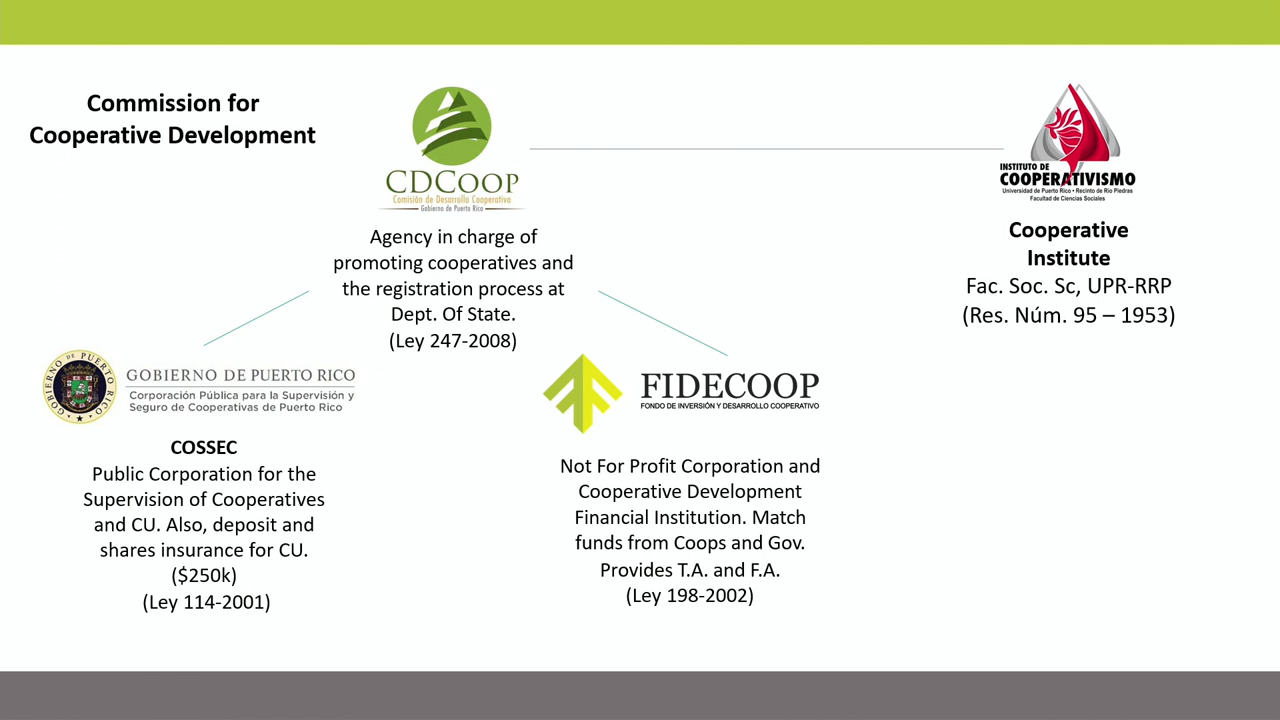 Commission for
Cooperative Development
CDCOOP
Comisión de Desarrollo Cooperativo
Gobierno de Puerto Rico
Agency in charge of
promoting cooperatives and
the registration process at
Dept. Of State.
(Ley 247-2008)
INSTITUTO DE
COOPERATIVISMO
Universidad de Puerto Rico • Recinto de Río Piedras
Facultad de Ciencias Sociales
Cooperative
Institute
Fac. Soc. Sc, UPR-RRP
(Res. Núm. 95 – 1953)
GOBIERNO DE PUERTO RICO
GOBIERNO DE PUERTO RICO
Corporación Pública para la Supervisión y
Seguro de Cooperativas de Puerto Rico
COSSEC
Public Corporation for the
Supervision of Cooperatives
and CU. Also, deposit and
shares insurance for CU.
($250k)
(Ley 114-2001)
FIDECOOP
FONDO DE INVERSIÓN Y DESARROLLO COOPERATIVO
Not For Profit Corporation and
Cooperative Development
Financial Institution. Match
funds from Coops and Gov.
Provides T.A. and F.A.
(Ley 198-2002)